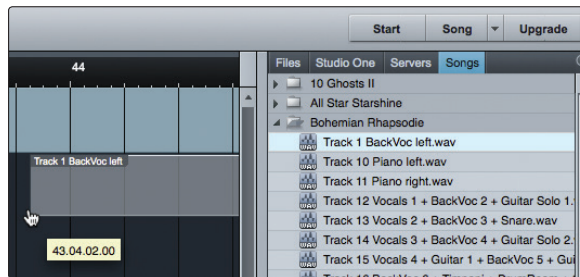 Start Song Upgrade
44
Files Studio One Servers Songs
10 Ghosts II
All Star Starshine
Bohemian Rhapsodie
Track 1 BackVoc left.wav
Track 1 BackVoc left
Track 10 Piano left.wav
Track 11 Piano right.wav
Track 12 Vocals 1 + BackVoc 2 + Guitar Solo 1.
Track 13 Vocals 2 + BackVoc 3 + Snare.wav
43.04.02.00
Track 14 Vocals 3 + BackVoc 4 + Guitar Solo 2.
Track 15 Vocals 4 + Guitar 1 + BackVoc 5 + Gui